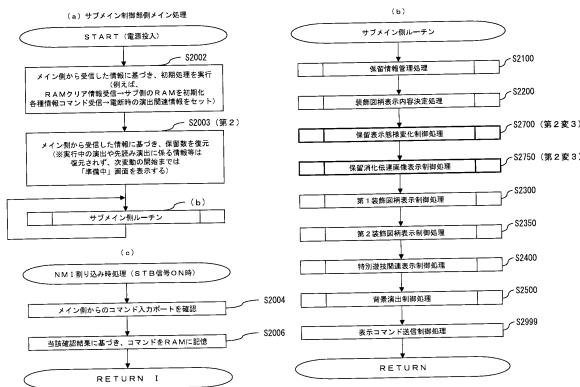 (a) サブメイン制御部側メイン処理
START (電源投入)
S2002
メイン側から受信した情報に基づき、初期処理を実行
(例えば、
RAMクリア情報受信→サブ側のRAMを初期化
各種情報コマンド受信→電断時の演出関連情報をセット)
S2003 (第2)
メイン側から受信した情報に基づき、保留数を復元
(※実行中の演出や先読み演出に係る情報等は
復元されず、次変動の開始までは
「準備中」画面を表示する)
(b)
サブメイン側ルーチン
(c)
NMI割り込み時処理 (STB信号ON時)
S2004
メイン側からのコマンド入力ポートを確認
S2006
当該確認結果に基づき、コマンドをRAMに記憶
RETURN I
(b)
サブメイン側ルーチン
S2100
保留情報管理処理
S2200
装飾図柄表示内容決定処理
S2700 (第2変3)
保留表示態様変化制御処理
S2750 (第2変3)
保留消化伝達画像表示制御処理
S2300
第1装飾図柄表示制御処理
S2350
第2装飾図柄表示制御処理
S2400
特別遊技関連表示制御処理
S2500
背景演出制御処理
S2999
表示コマンド送信制御処理
RETURN